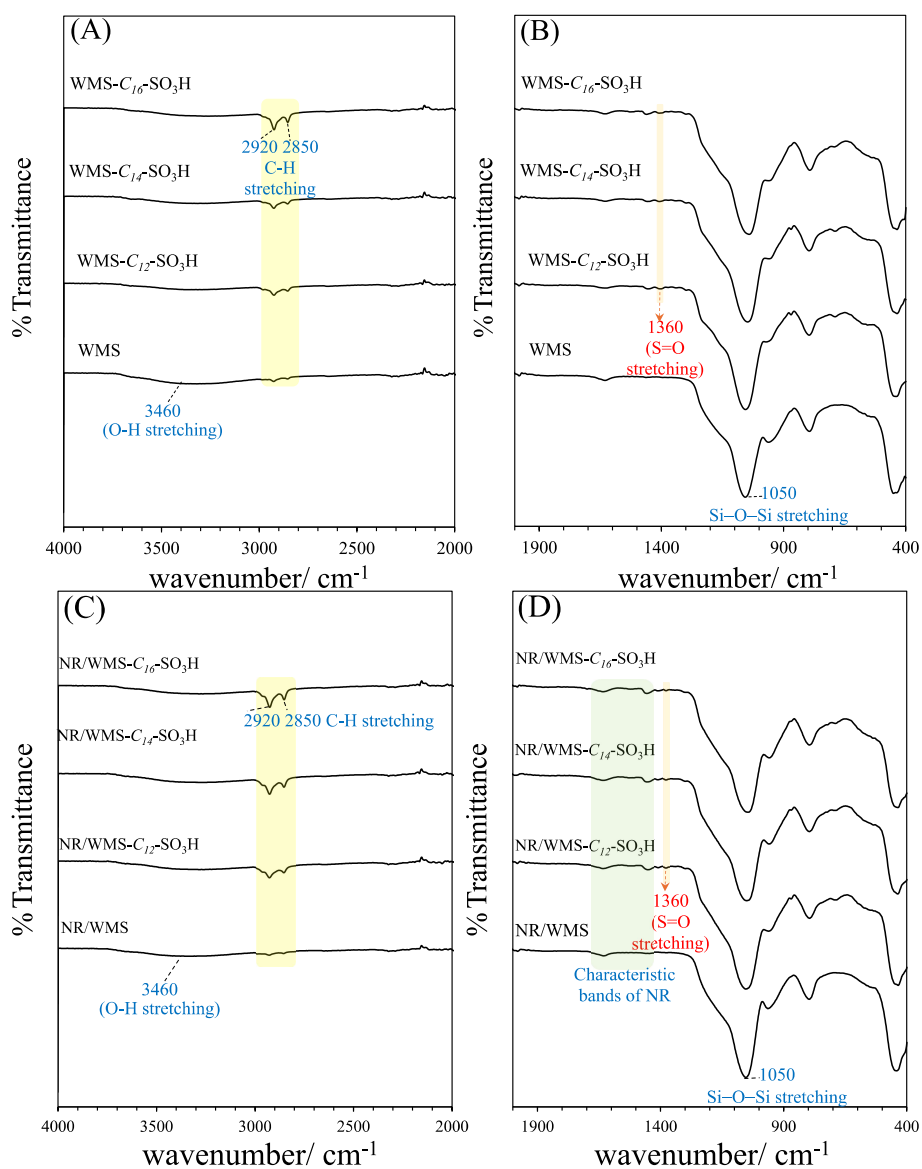 (A)
WMS-C16-SO3H
2920 2850
C-H
stretching
WMS-C14-SO3H
WMS-C12-SO3H
WMS
3460
(O-H stretching)
% Transmittance
4000 3500 3000 2500 2000
wavenumber/ cm-1
(B)
WMS-C16-SO3H
WMS-C14-SO3H
WMS-C12-SO3H
1360
(S=O
stretching)
WMS
1050
Si–O–Si stretching
% Transmittance
1900 1400 900 400
wavenumber/ cm-1
(C)
NR/WMS-C16-SO3H
2920 2850 C-H stretching
NR/WMS-C14-SO3H
NR/WMS-C12-SO3H
NR/WMS
3460
(O-H stretching)
% Transmittance
4000 3500 3000 2500 2000
wavenumber/ cm-1
(D)
NR/WMS-C16-SO3H
NR/WMS-C14-SO3H
NR/WMS-C12-SO3H
1360
(S=O
stretching)
NR/WMS
Characteristic
bands of NR
1050
Si–O–Si stretching
% Transmittance
1900 1400 900 400
wavenumber/ cm-1